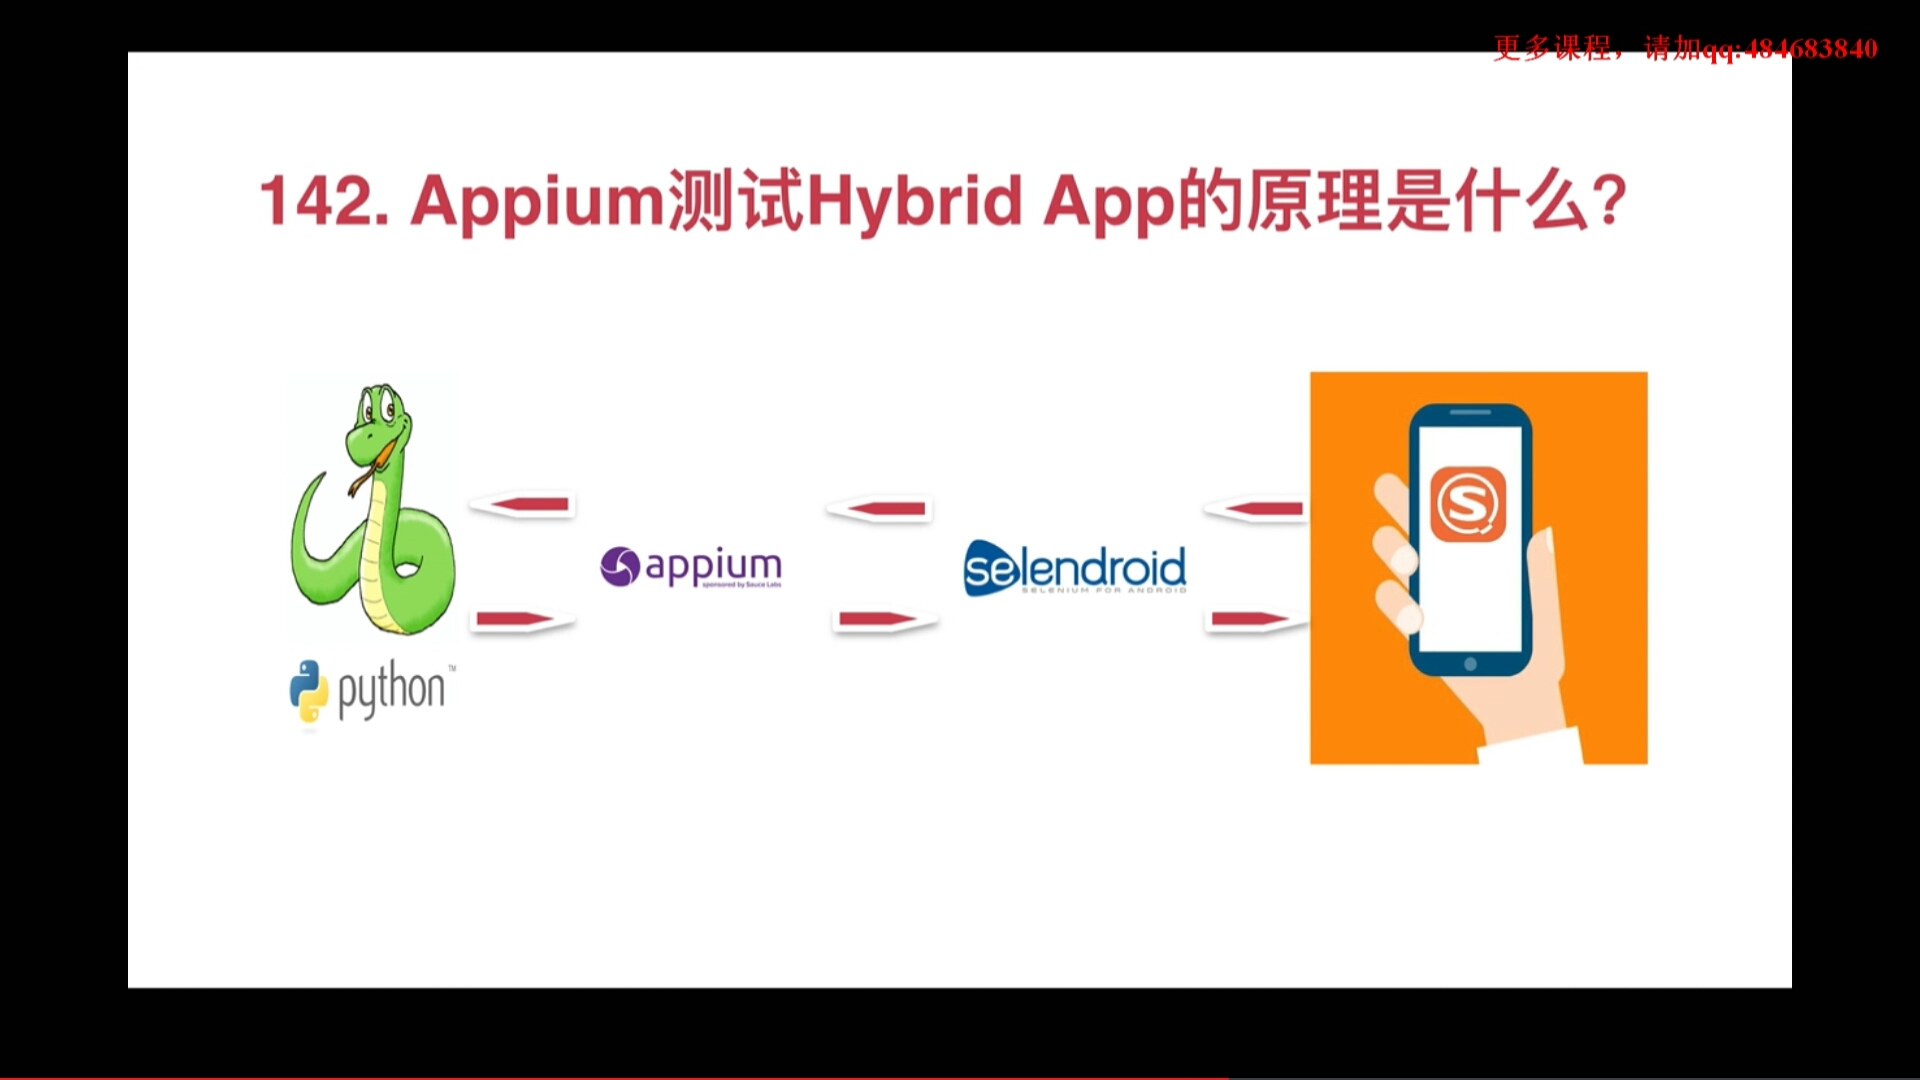 更多课程，请加qq:484683840
142. Appium测试Hybrid App的原理是什么?
appium
sponsored by Sauce Labs
selendroid
SELENIUM FOR ANDROID
S
python™